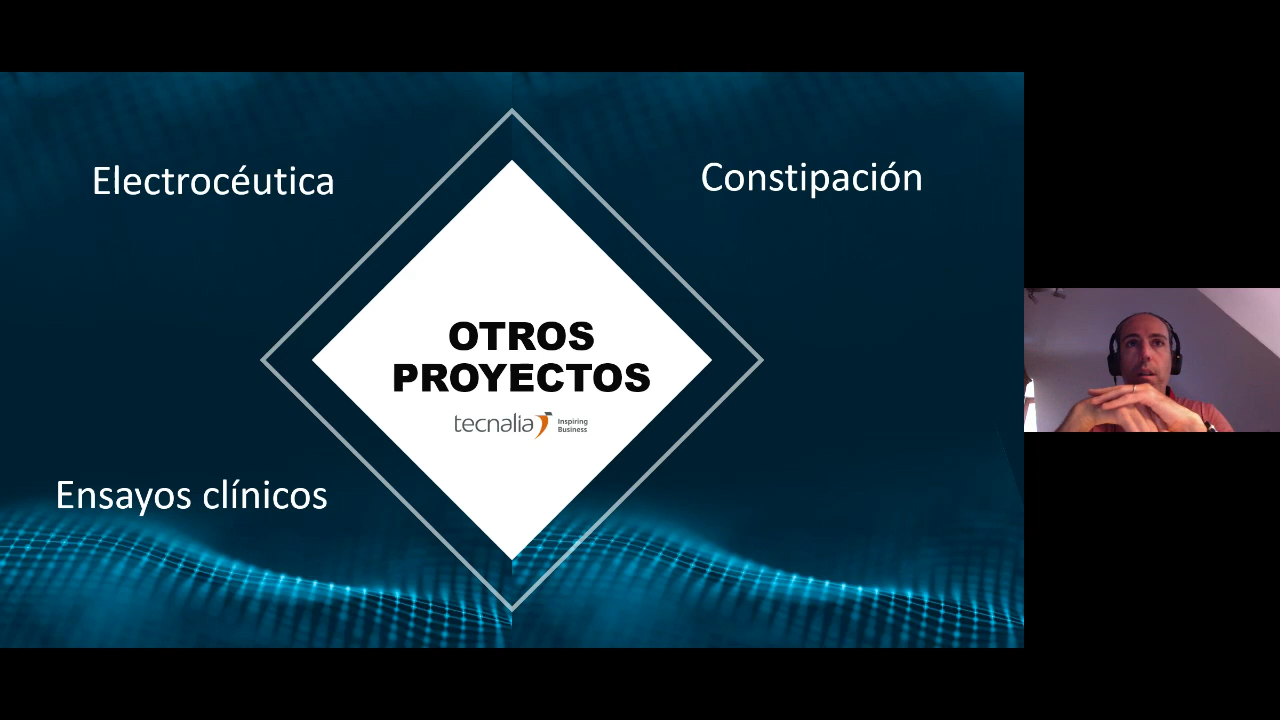 Electrocéutica
Constipación
OTROS
PROYECTOS
tecnalia
Inspiring
Business
Ensayos clínicos